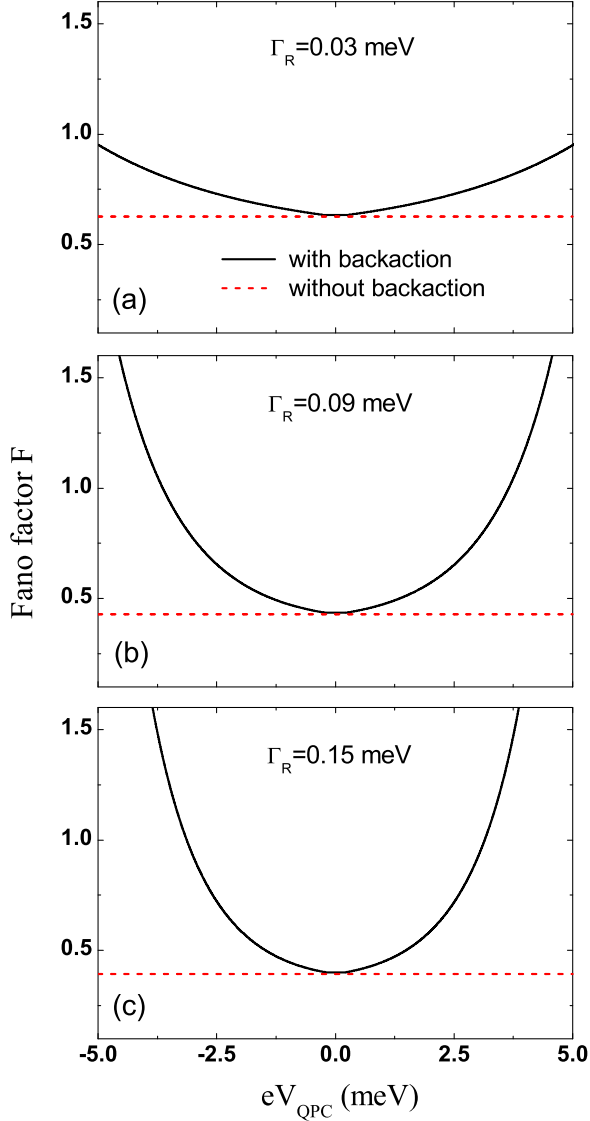 1.5
Γ_R=0.03 meV
1.0
0.5
with backaction
without backaction
(a)
1.5
Γ_R=0.09 meV
1.0
0.5
(b)
Fano factor F
1.5
Γ_R=0.15 meV
1.0
0.5
(c)
0.0
-5.0 -2.5 0.0 2.5 5.0
eV_QPC (meV)